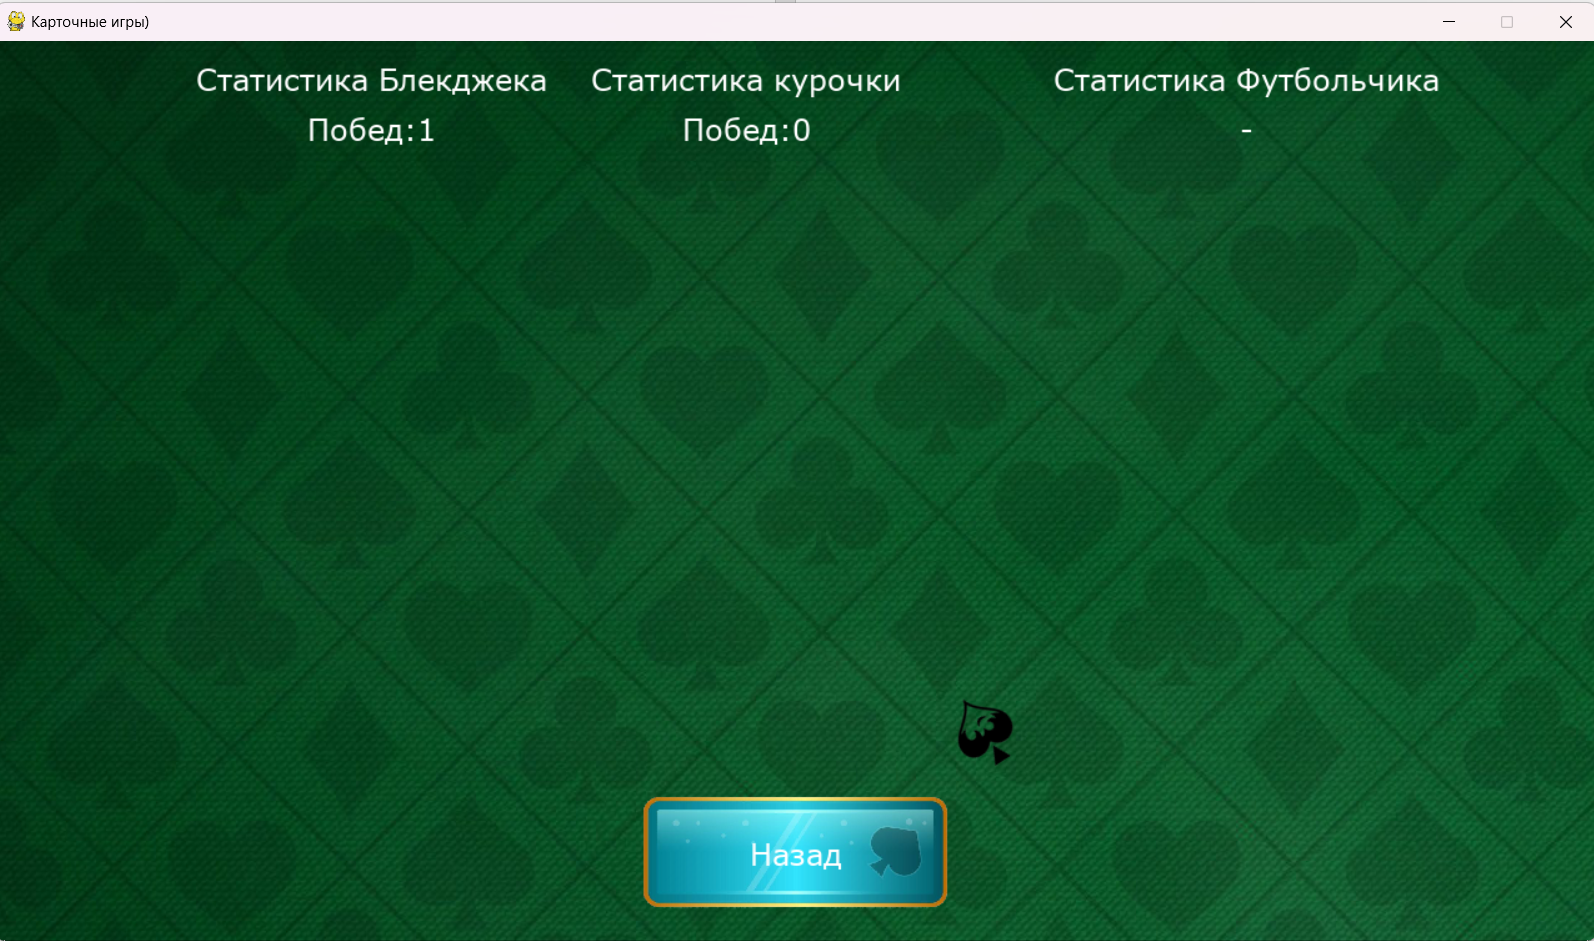 Карточные игры)
Статистика Блекджека Статистика курочки Статистика Футбольчика
Побед:1 Побед:0 -
Назад